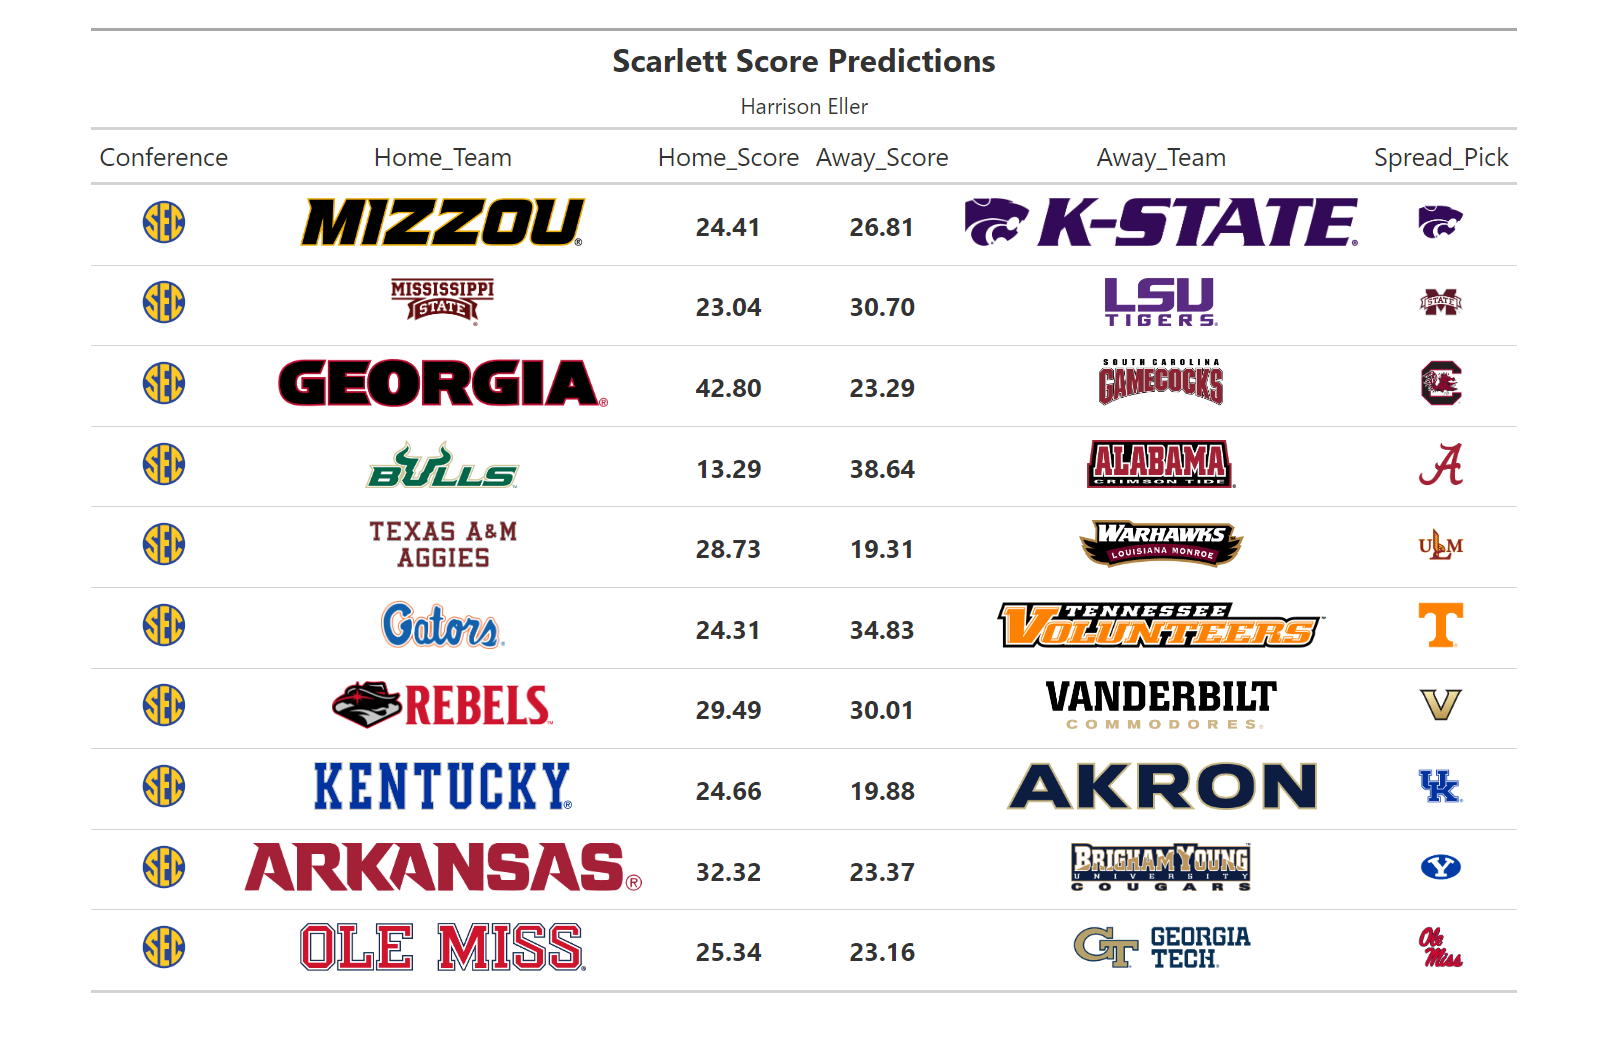 Scarlett Score Predictions
Harrison Eller
Conference Home_Team Home_Score Away_Score Away_Team Spread_Pick
SEC MIZZOU® 24.41 26.81 K-STATE®
SEC MISSISSIPPI STATE® 23.04 30.70 LSU TIGERS® M STATE
SEC GEORGIA® 42.80 23.29 SOUTH CAROLINA GAMECOCKS C
SEC BULLS 13.29 38.64 ALABAMA CRIMSON TIDE A
SEC TEXAS A&M AGGIES 28.73 19.31 WARHAWKS LOUISIANA MONROE ULM
SEC Gators 24.31 34.83 TENNESSEE VOLUNTEERS™ T
SEC REBELS™ 29.49 30.01 VANDERBILT COMMODORES® V
SEC KENTUCKY® 24.66 19.88 AKRON UK
SEC ARKANSAS® 32.32 23.37 BRIGHAM YOUNG UNIVERSITY COUGARS Y
SEC OLE MISS® 25.34 23.16 GT GEORGIA TECH Ole Miss